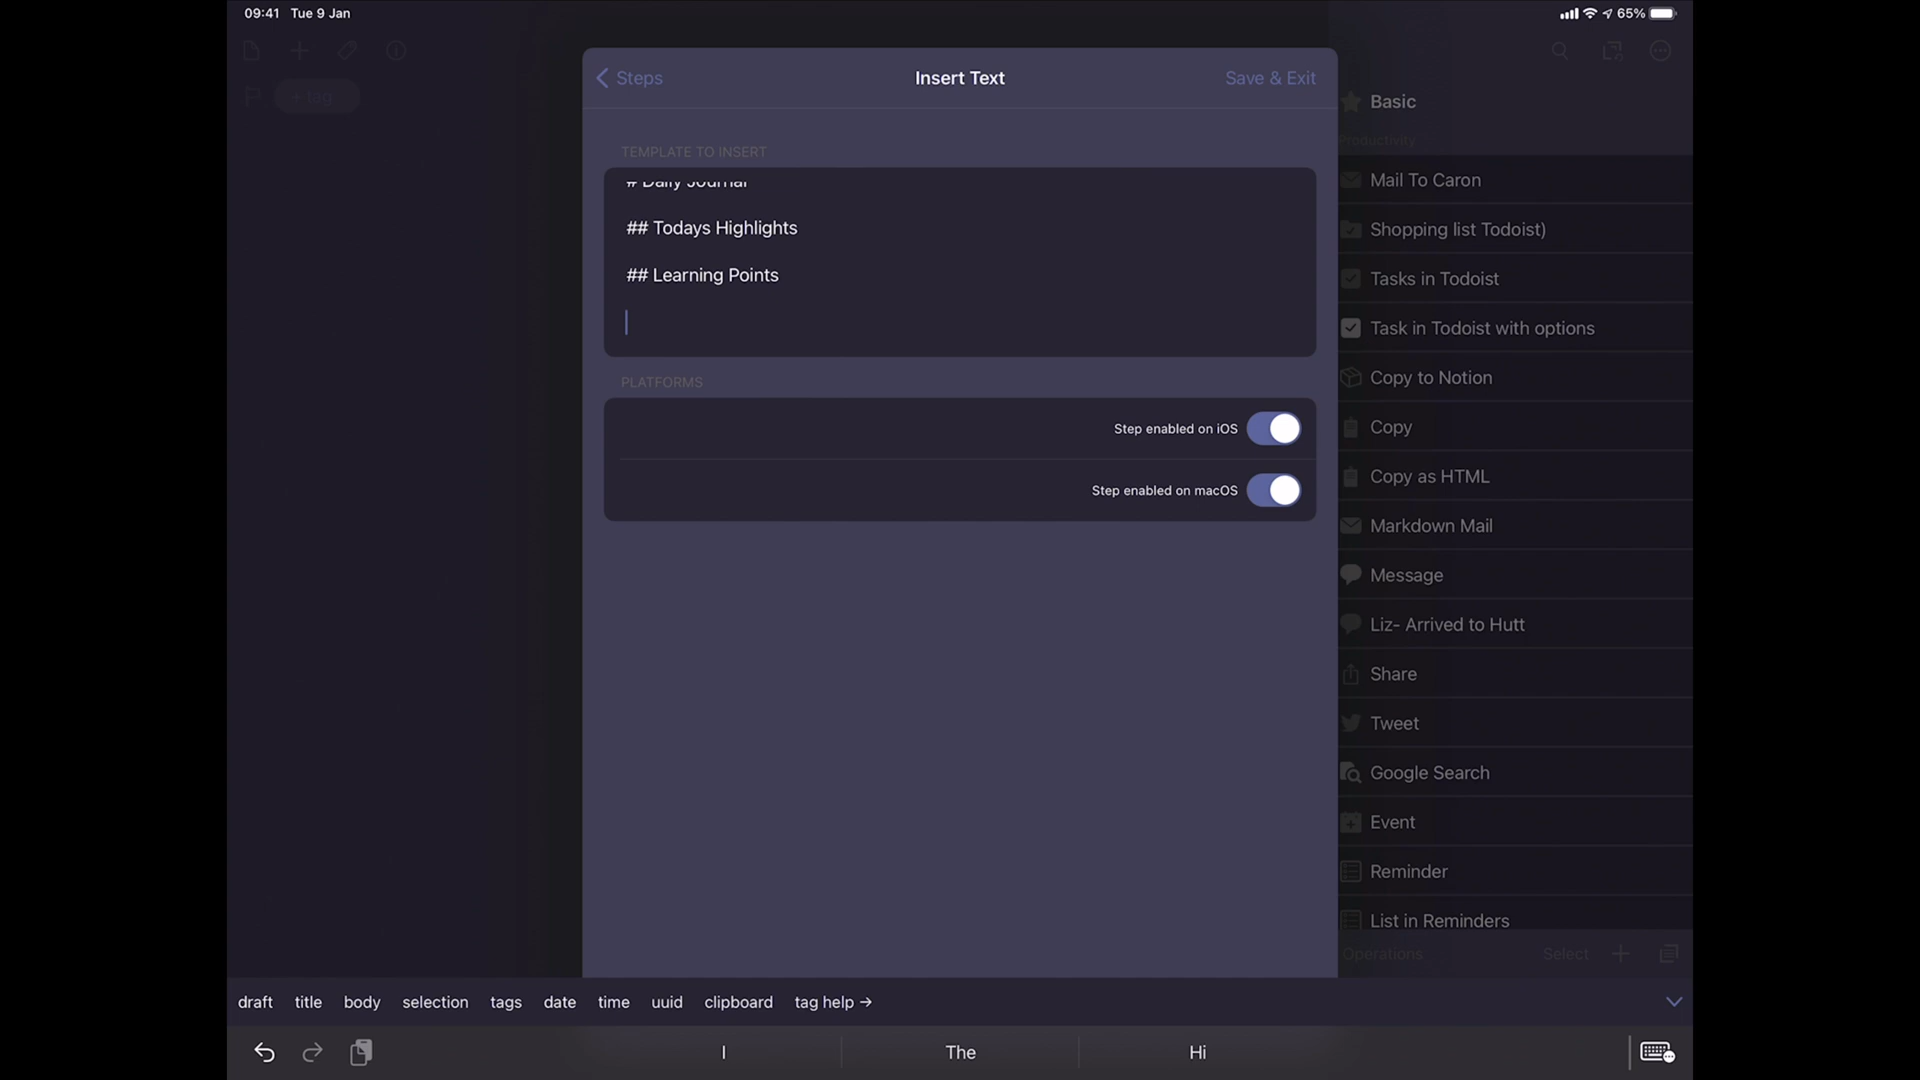 09:41 Tue 9 Jan
65%
+ tag
Steps
Insert Text
Save & Exit
TEMPLATE TO INSERT
# Daily Journal
## Todays Highlights
## Learning Points
PLATFORMS
Step enabled on iOS
Step enabled on macOS
Basic
Productivity
Mail To Caron
Shopping list Todoist)
Tasks in Todoist
Task in Todoist with options
Copy to Notion
Copy
Copy as HTML
Markdown Mail
Message
Liz- Arrived to Hutt
Share
Tweet
Google Search
Event
Reminder
List in Reminders
Operations
Select
draft title body selection tags date time uuid clipboard tag help →
I The Hi